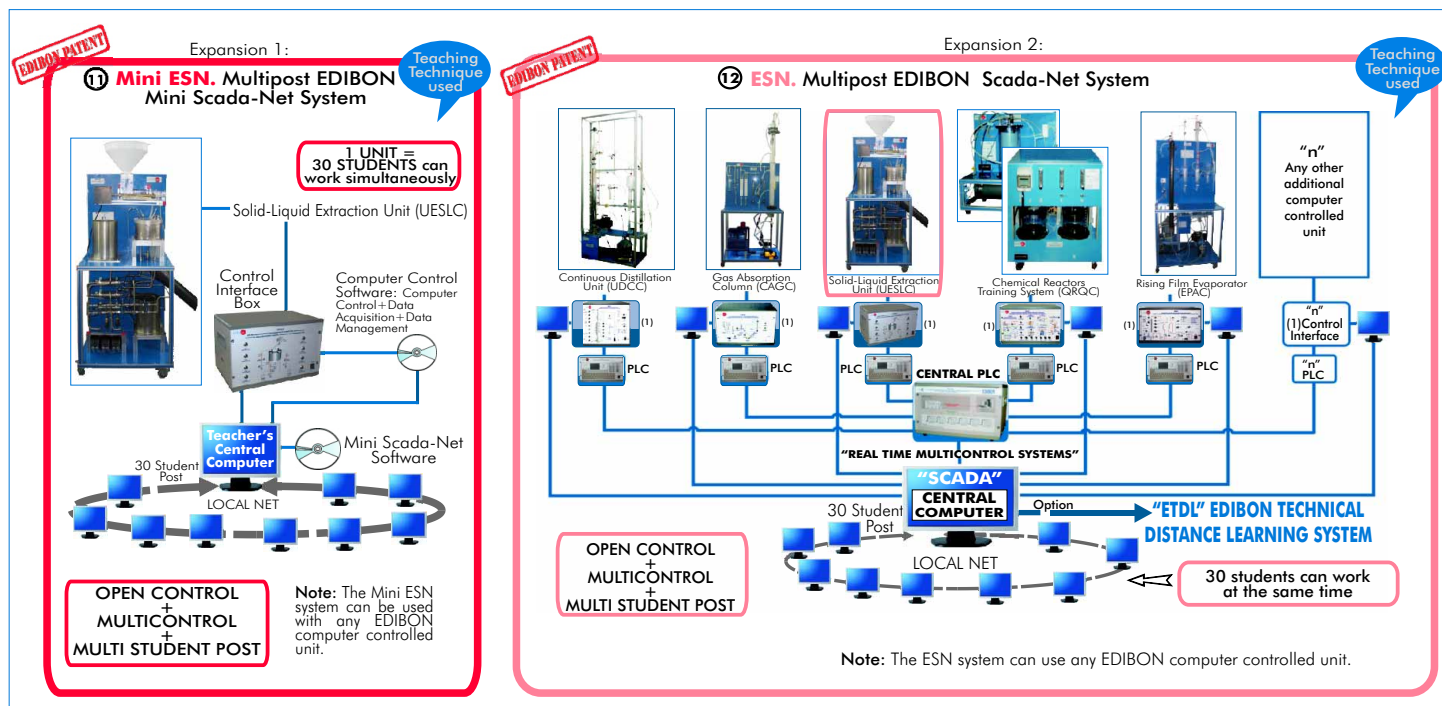 Expansion 1:
EDIBON PATENT
Teaching
Technique
used
11 Mini ESN. Multipost EDIBON
Mini Scada-Net System
1 UNIT =
30 STUDENTS can
work simultaneously
Solid-Liquid Extraction Unit (UESLC)
Control
Interface
Box
Computer Control
Software: Computer
Control+Data
Acquisition+Data
Management
Teacher's
Central
Computer
Mini Scada-Net
Software
30 Student
Post
LOCAL NET
OPEN CONTROL
+
MULTICONTROL
+
MULTI STUDENT POST
Note: The Mini ESN
system can be used
with any EDIBON
computer controlled
unit.
Expansion 2:
EDIBON PATENT
Teaching
Technique
used
12 ESN. Multipost EDIBON Scada-Net System
Continuous Distillation
Unit (UDCC)
Gas Absorption
Column (CAGC)
Solid-Liquid Extraction
Unit (UESLC)
Chemical Reactors
Training System (QRQC)
Rising Film Evaporator
(EPAC)
"n"
Any other
additional
computer
controlled
unit
(1)
(1)
(1)
(1)
(1)
"n"
(1)Control
Interface
PLC
PLC
PLC
PLC
PLC
"n"
PLC
CENTRAL PLC
"REAL TIME MULTICONTROL SYSTEMS"
"SCADA"
CENTRAL
COMPUTER
Option
"ETDL" EDIBON TECHNICAL
DISTANCE LEARNING SYSTEM
30 Student
Post
LOCAL NET
OPEN CONTROL
+
MULTICONTROL
+
MULTI STUDENT POST
30 students can work
at the same time
Note: The ESN system can use any EDIBON computer controlled unit.